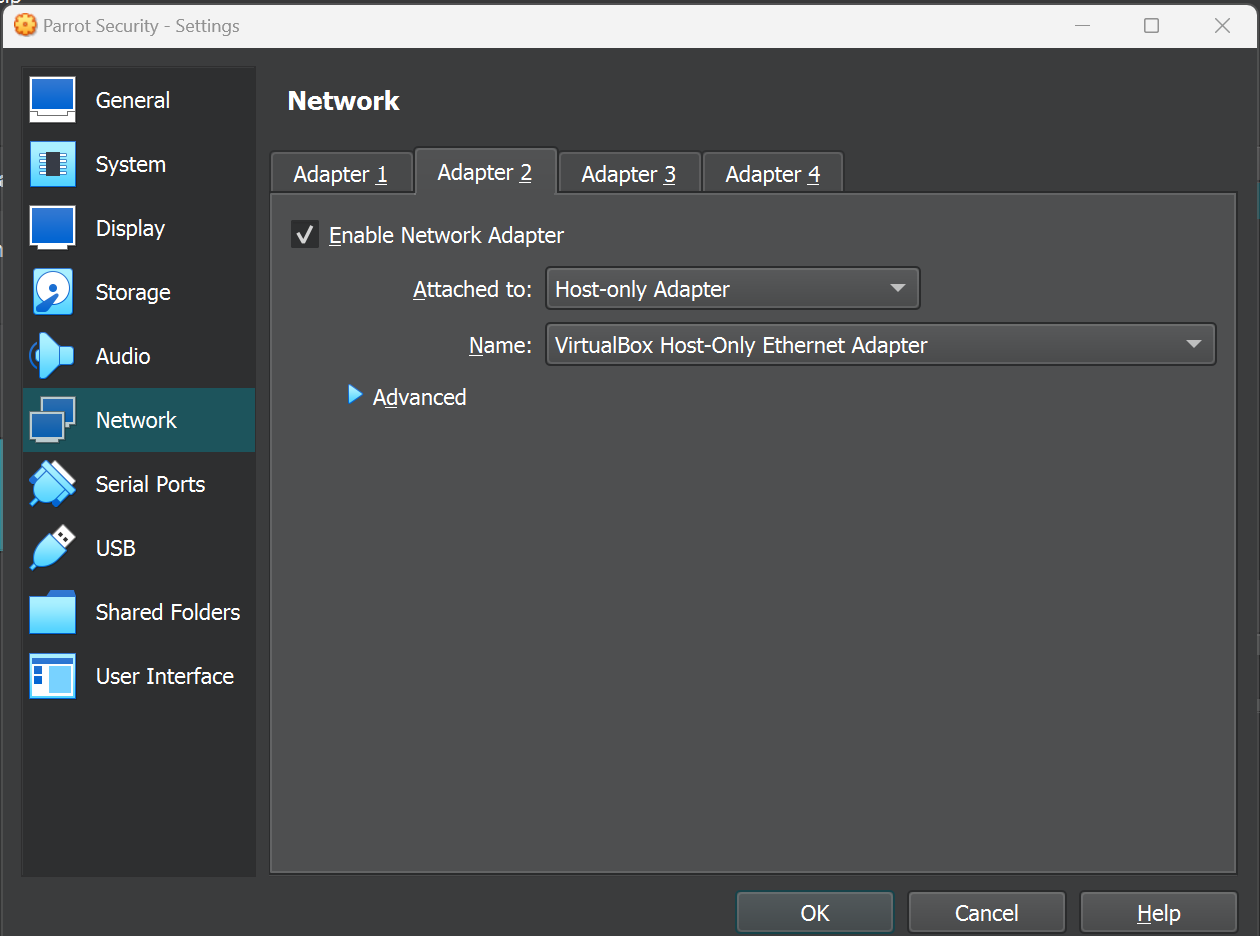 Parrot Security - Settings
General
System
Display
Storage
Audio
Network
Serial Ports
USB
Shared Folders
User Interface
Network
Adapter 1 Adapter 2 Adapter 3 Adapter 4
Enable Network Adapter
Attached to: Host-only Adapter
Name: VirtualBox Host-Only Ethernet Adapter
Advanced
OK Cancel Help